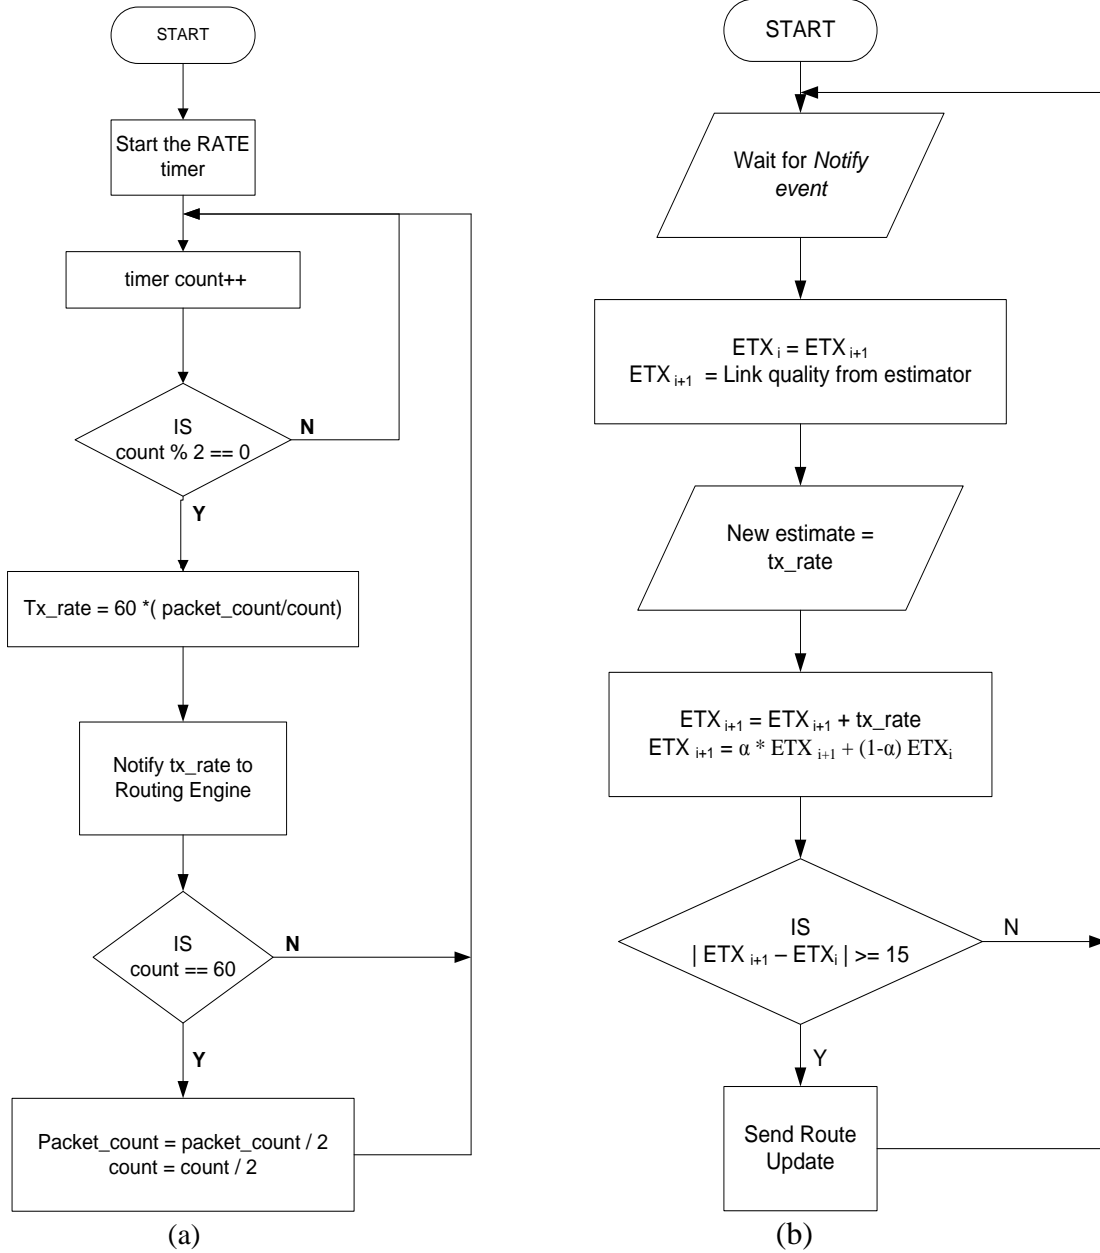 START
Start the RATE
timer
timer count++
IS
count % 2 == 0
N
Y
Tx_rate = 60 *( packet_count/count)
Notify tx_rate to
Routing Engine
IS
count == 60
N
Y
Packet_count = packet_count / 2
count = count / 2
(a)
START
Wait for Notify
event
ETX i = ETX i+1
ETX i+1 = Link quality from estimator
New estimate =
tx_rate
ETX i+1 = ETX i+1 + tx_rate
ETX i+1 = α * ETX i+1 + (1-α) ETXi
IS
| ETX i+1 – ETXi | >= 15
N
Y
Send Route
Update
(b)